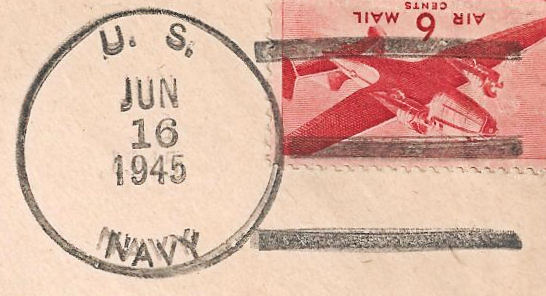 U. S.
JUN
16
1945
NAVY
AIR 6 MAIL
CENTS